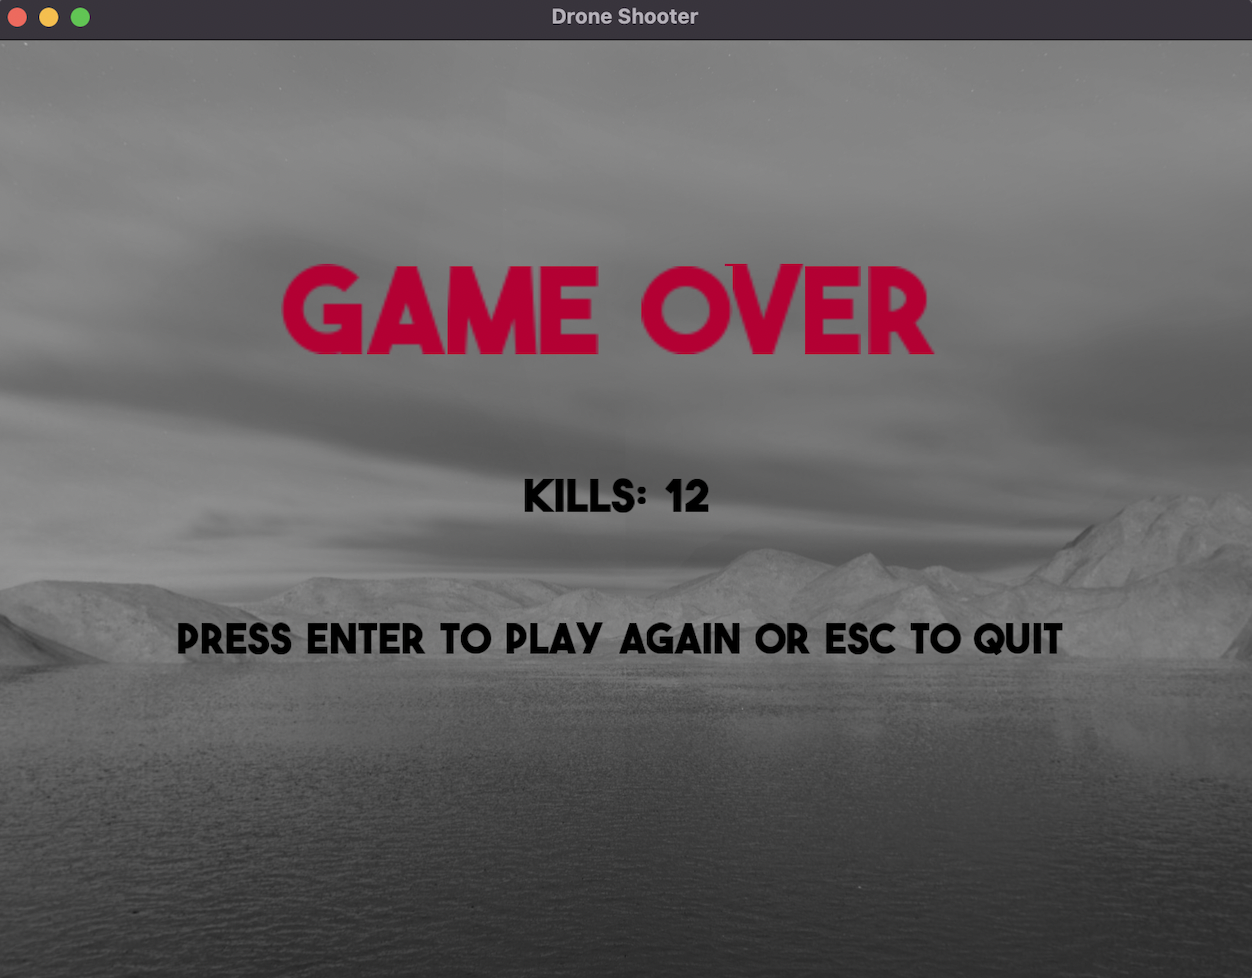 Drone Shooter
GAME OVER
KILLS: 12
PRESS ENTER TO PLAY AGAIN OR ESC TO QUIT